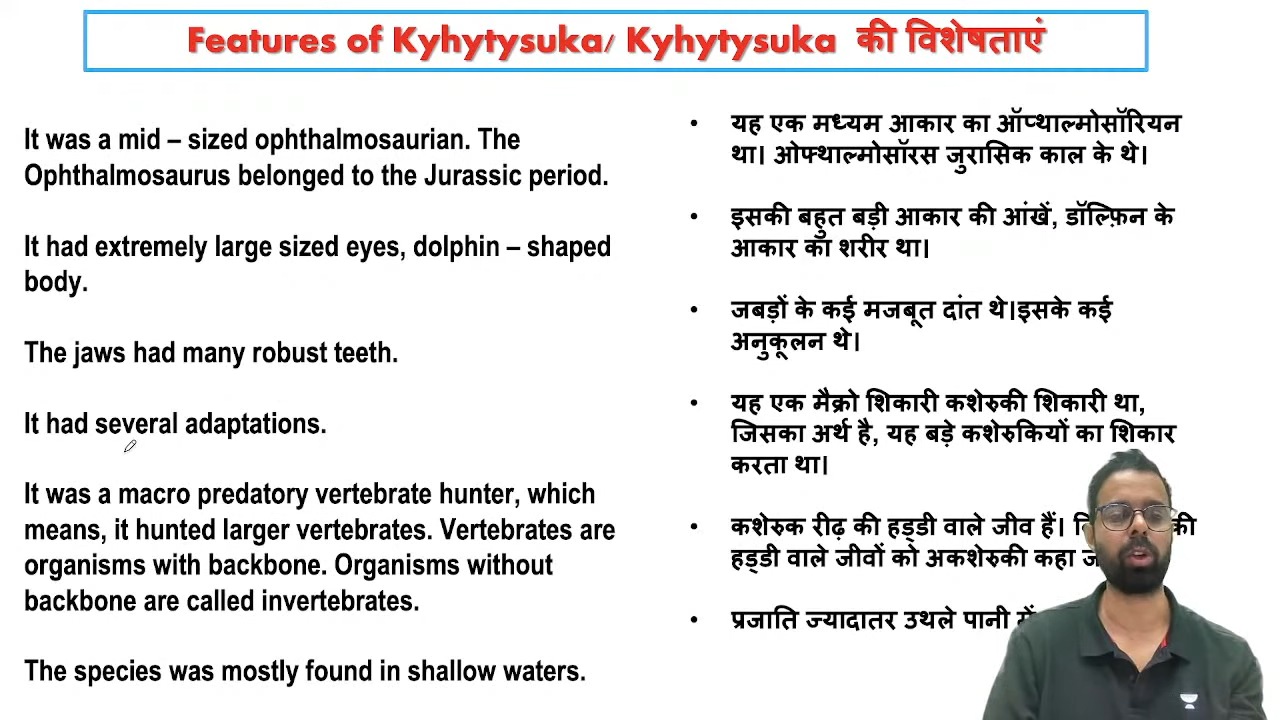 Features of Kyhytysuka/ Kyhytysuka की विशेषताएं
It was a mid – sized ophthalmosaurian. The
Ophthalmosaurus belonged to the Jurassic period.
It had extremely large sized eyes, dolphin – shaped
body.
The jaws had many robust teeth.
It had several adaptations.
It was a macro predatory vertebrate hunter, which
means, it hunted larger vertebrates. Vertebrates are
organisms with backbone. Organisms without
backbone are called invertebrates.
The species was mostly found in shallow waters.
• यह एक मध्यम आकार का ऑप्थाल्मोसॉरियन
था। ओफ्थाल्मोसॉरस जुरासिक काल के थे।
• इसकी बहुत बड़ी आकार की आंखें, डॉल्फ़िन के
आकार का शरीर था।
• जबड़ों के कई मजबूत दांत थे।इसके कई
अनुकूलन थे।
• यह एक मैक्रो शिकारी कशेरुकी शिकारी था,
जिसका अर्थ है, यह बड़े कशेरुकियों का शिकार
करता था।
• कशेरुक रीढ़ की हड्डी वाले जीव हैं। की
हड्डी वाले जीवों को अकशेरुकी कहा
• प्रजाति ज्यादातर उथले पानी में